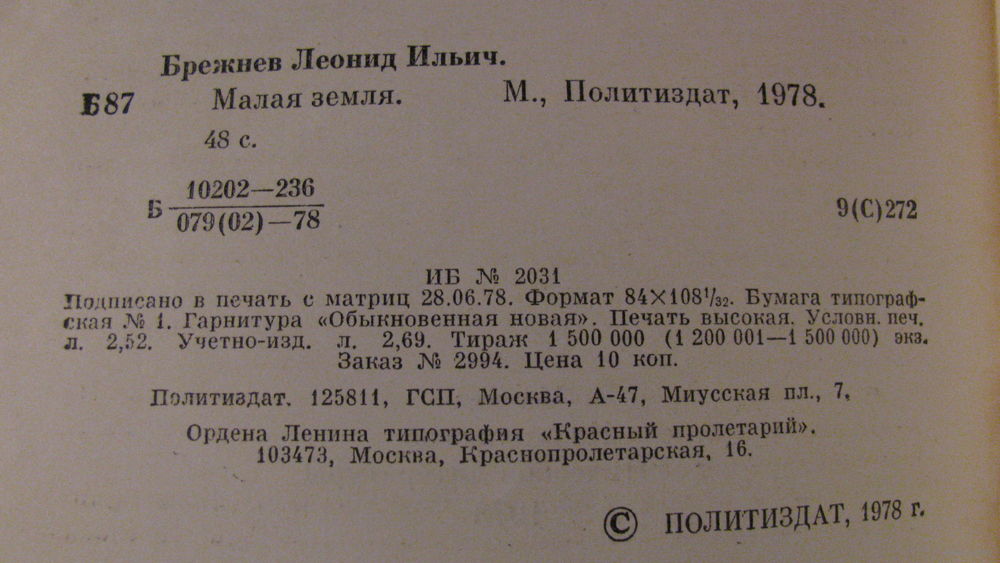 Брежнев Леонид Ильич.
Б87 Малая земля. М., Политиздат, 1978.
48 с.
Б 10202—236
079(02)—78 9(С)272
ИБ № 2031
Подписано в печать с матриц 28.06.78. Формат 84×108¹/₃₂. Бумага типограф-
ская № 1. Гарнитура «Обыкновенная новая». Печать высокая. Условн. печ.
л. 2,52. Учетно-изд. л. 2,69. Тираж 1 500 000 (1 200 001—1 500 000) экз.
Заказ № 2994. Цена 10 коп.
Политиздат. 125811, ГСП, Москва, А-47, Миусская пл., 7.
Ордена Ленина типография «Красный пролетарий».
103473, Москва, Краснопролетарская, 16.
© ПОЛИТИЗДАТ, 1978 г.